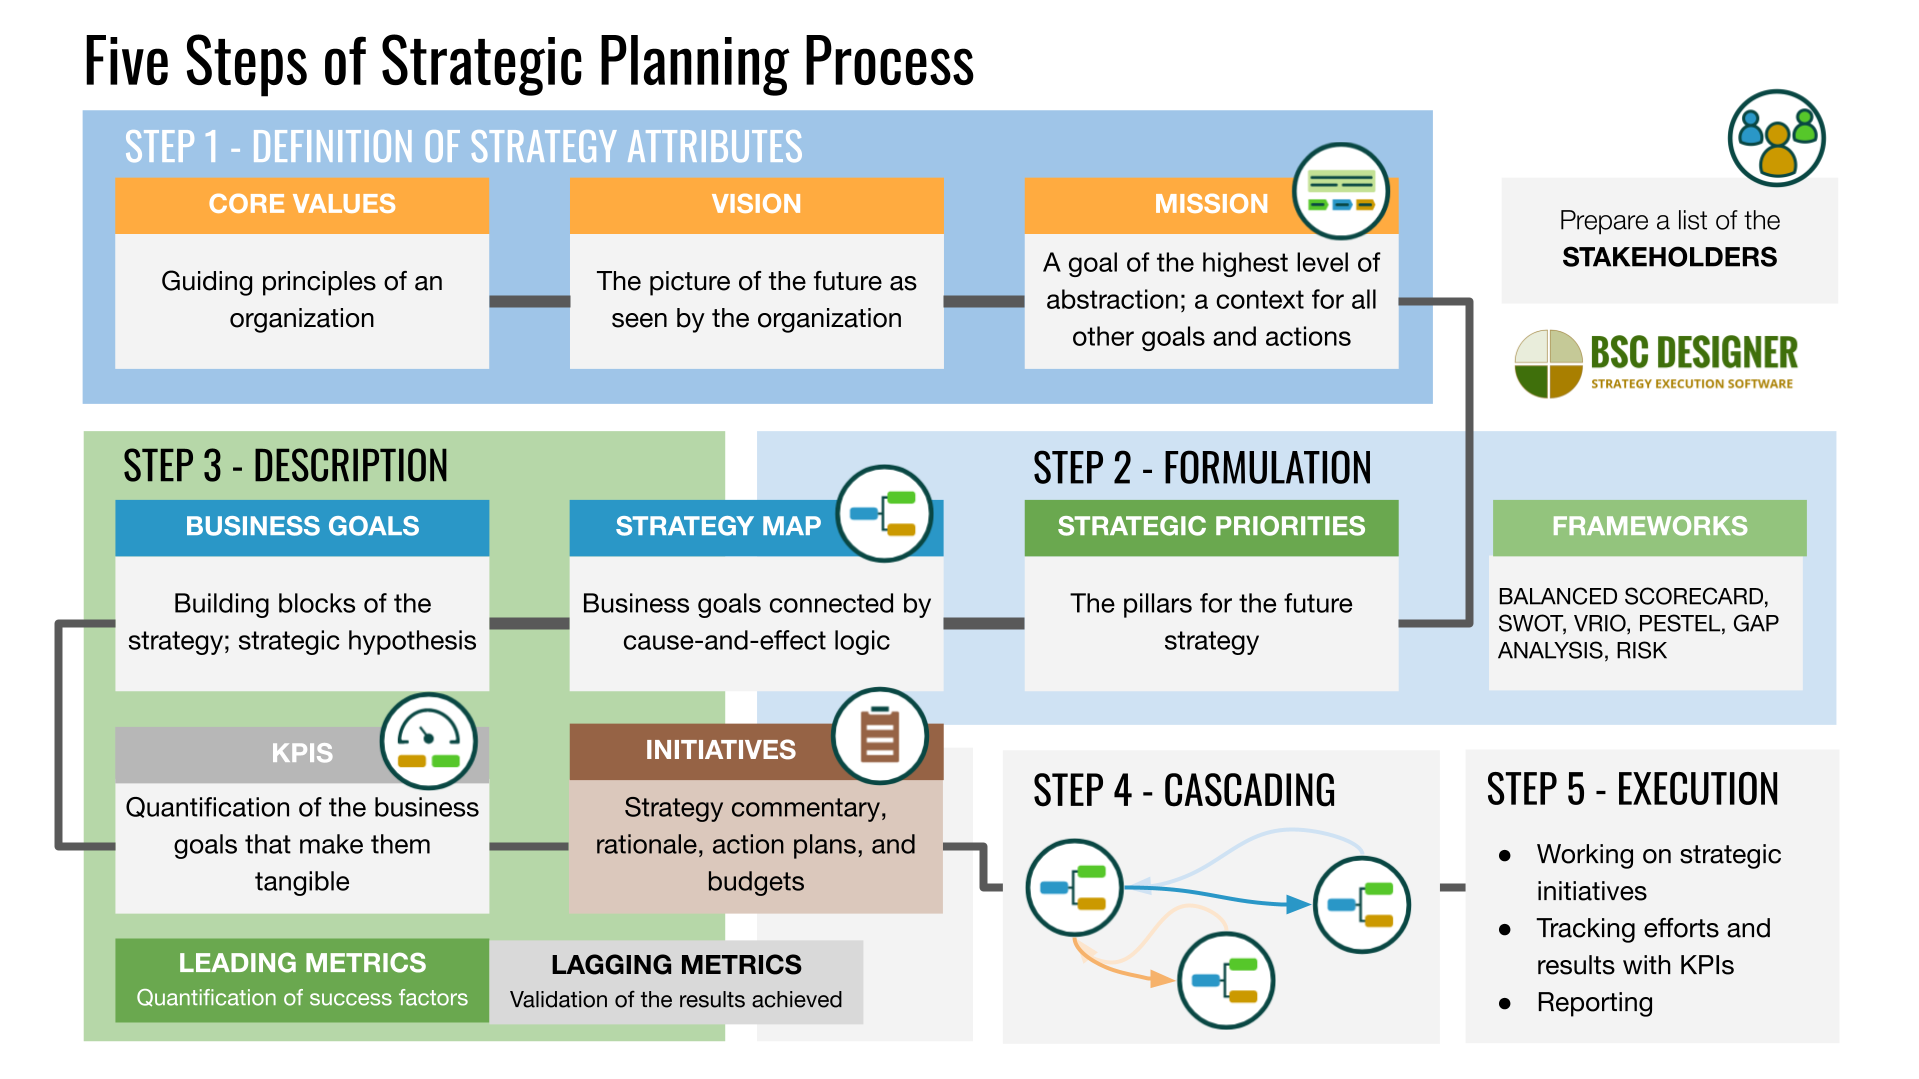 Five Steps of Strategic Planning Process
STEP 1 - DEFINITION OF STRATEGY ATTRIBUTES
CORE VALUES
Guiding principles of an
organization
VISION
The picture of the future as
seen by the organization
MISSION
A goal of the highest level of
abstraction; a context for all
other goals and actions
Prepare a list of the
STAKEHOLDERS
BSC DESIGNER
STRATEGY EXECUTION SOFTWARE
STEP 2 - FORMULATION
STRATEGIC PRIORITIES
The pillars for the future
strategy
FRAMEWORKS
BALANCED SCORECARD,
SWOT, VRIO, PESTEL, GAP
ANALYSIS, RISK
STEP 3 - DESCRIPTION
BUSINESS GOALS
Building blocks of the
strategy; strategic hypothesis
STRATEGY MAP
Business goals connected by
cause-and-effect logic
KPIS
Quantification of the business
goals that make them
tangible
INITIATIVES
Strategy commentary,
rationale, action plans, and
budgets
LEADING METRICS
Quantification of success factors
LAGGING METRICS
Validation of the results achieved
STEP 4 - CASCADING
STEP 5 - EXECUTION
● Working on strategic
initiatives
● Tracking efforts and
results with KPIs
● Reporting